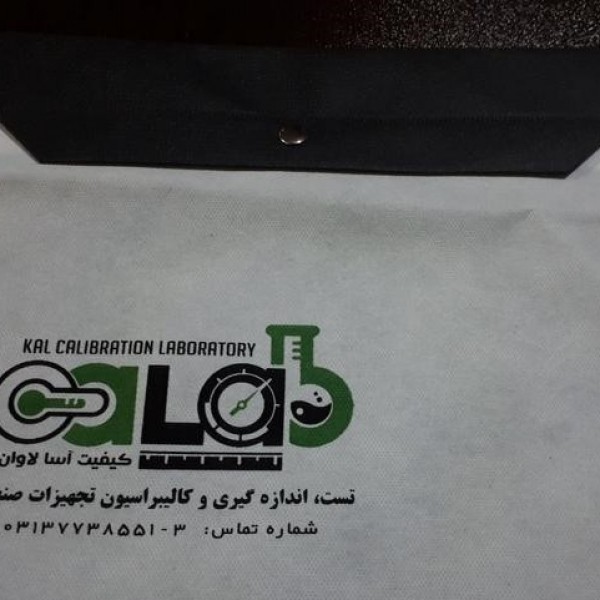 KAL CALIBRATION LABORATORY
CALab
کیفیت آسا لاوان
تست، اندازه گیری و کالیبراسیون تجهیزات
شماره تماس: ۳-۰۳۱۳۷۷۳۸۵۵۱